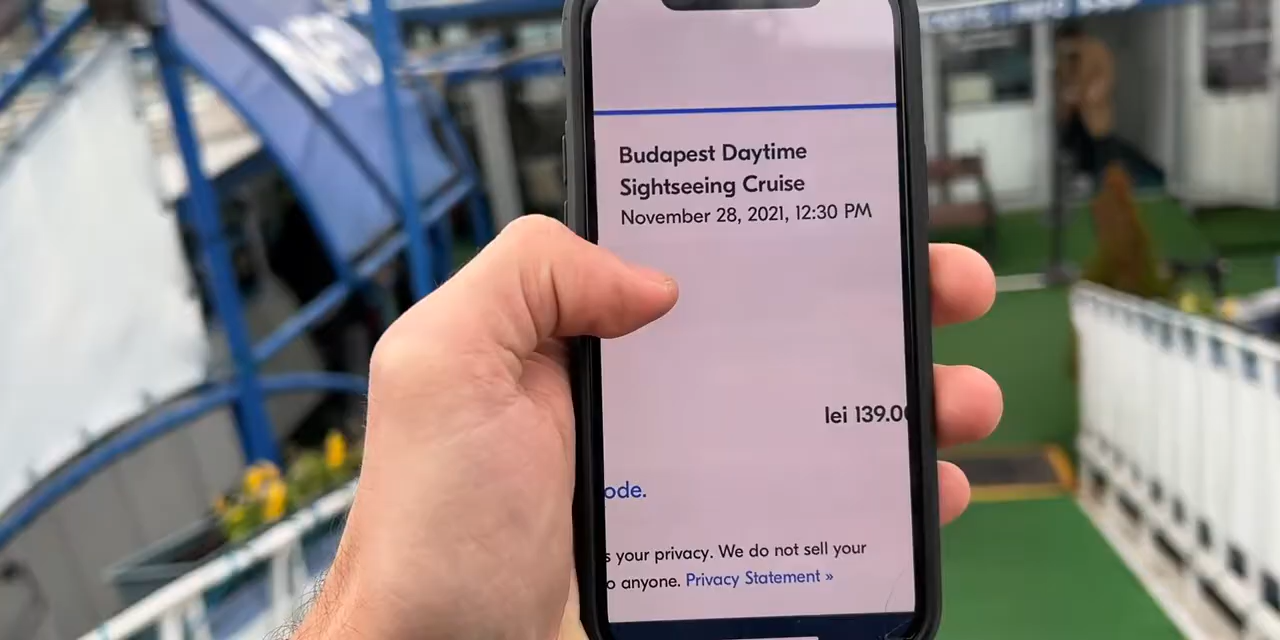 Budapest Daytime
Sightseeing Cruise
November 28, 2021, 12:30 PM
lei 139.00
ode.
s your privacy. We do not sell your
o anyone. Privacy Statement »